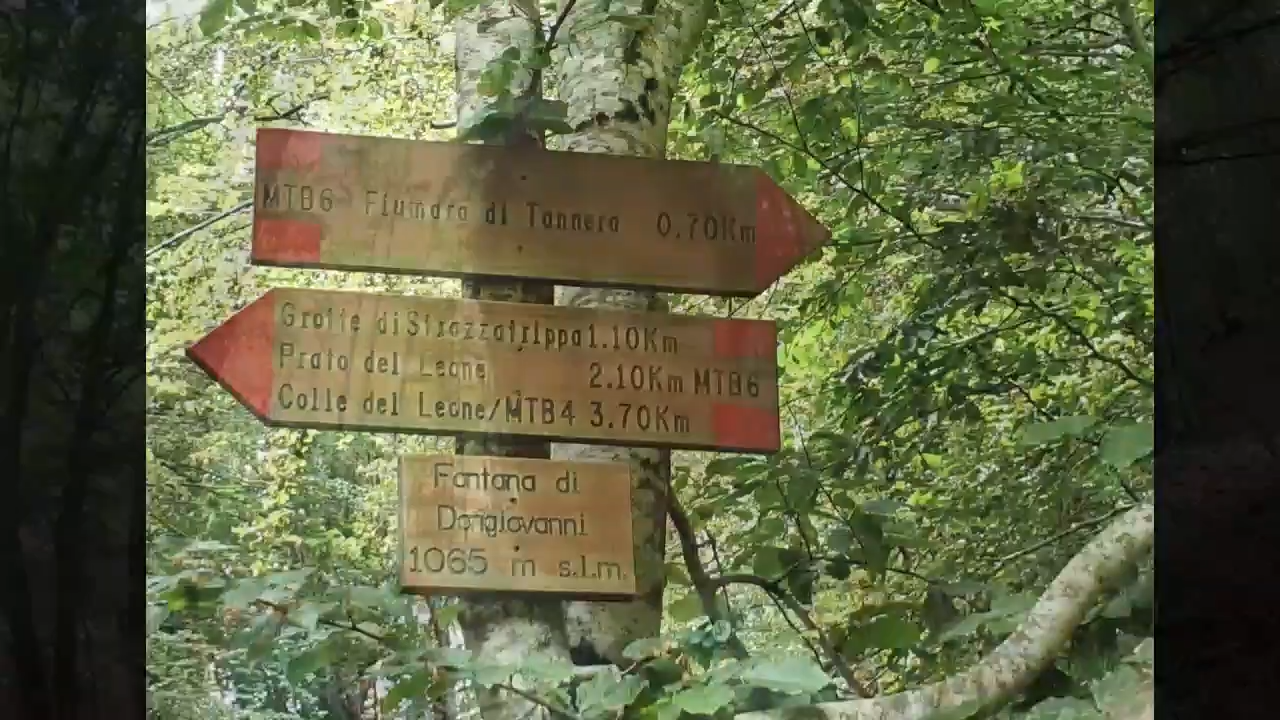 MTB6 Fiumara di Tannera 0.70Km
Grotte di Strazzatrippa 1.10Km
Prato del Leone 2.10Km MTB6
Colle del Leone/MTB4 3.70Km
Fontana di
Dongiovanni
1065 m s.l.m.